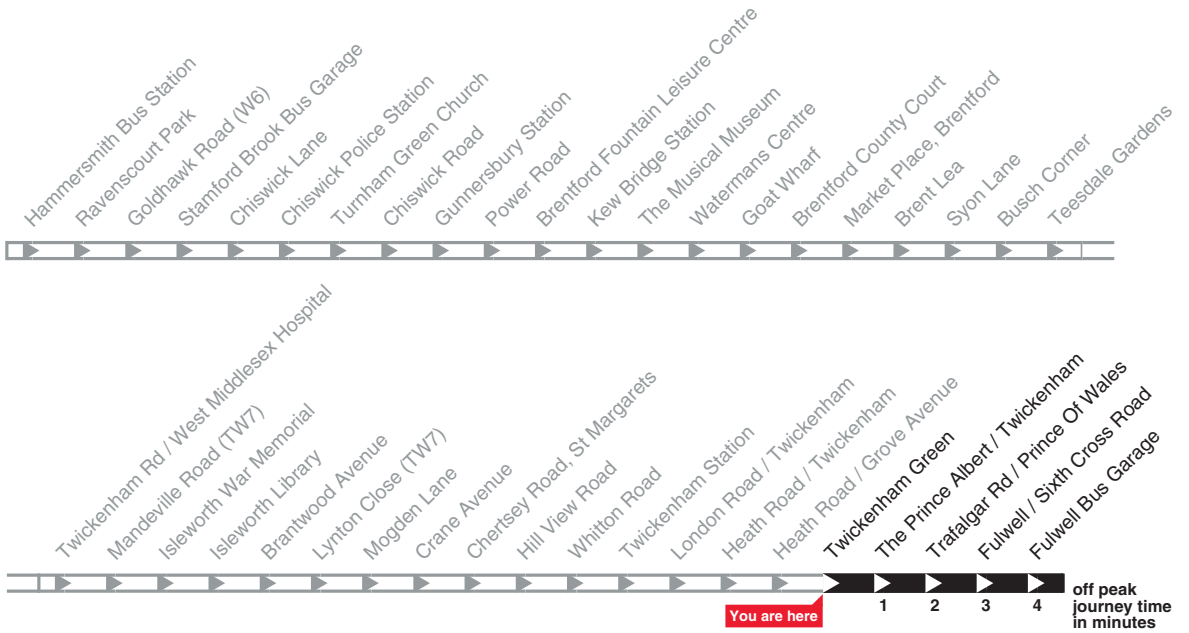 Hammersmith Bus Station
Ravenscourt Park
Goldhawk Road (W6)
Stamford Brook Bus Garage
Chiswick Lane
Chiswick Police Station
Turnham Green Church
Chiswick Road
Gunnersbury Station
Power Road
Brentford Fountain Leisure Centre
Kew Bridge Station
The Musical Museum
Watermans Centre
Goat Wharf
Brentford County Court
Market Place, Brentford
Brent Lea
Syon Lane
Busch Corner
Teesdale Gardens
Twickenham Rd / West Middlesex Hospital
Mandeville Road (TW7)
Isleworth War Memorial
Isleworth Library
Brantwood Avenue
Lynton Close (TW7)
Mogden Lane
Crane Avenue
Chertsey Road, St Margarets
Hill View Road
Whitton Road
Twickenham Station
London Road / Twickenham
Heath Road / Twickenham
Heath Road / Grove Avenue
Twickenham Green
The Prince Albert / Twickenham
Trafalgar Rd / Prince Of Wales
Fulwell / Sixth Cross Road
Fulwell Bus Garage
You are here
1 2 3 4
off peak
journey time
in minutes